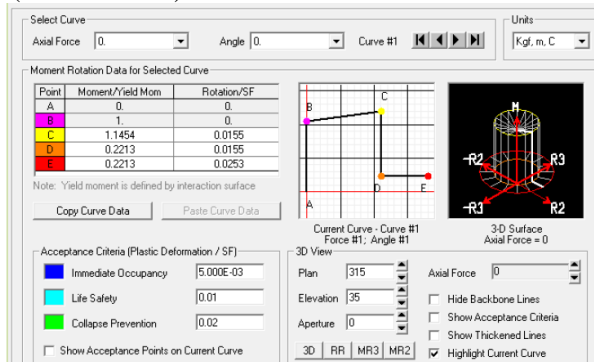 Select Curve
Axial Force 0. Angle 0. Curve #1
Units
Kgf, m, C
Moment Rotation Data for Selected Curve
Point Moment/Yield Mom Rotation/SF
A 0. 0.
B 1. 0.
C 1.1454 0.0155
D 0.2213 0.0155
E 0.2213 0.0253
Note: Yield moment is defined by interaction surface
Copy Curve Data Paste Curve Data
B C
A D E
Current Curve - Curve #1
Force #1; Angle #1
M
-R2 R3
-R3 R2
3-D Surface
Axial Force = 0
Acceptance Criteria (Plastic Deformation / SF)
Immediate Occupancy 5.000E-03
Life Safety 0.01
Collapse Prevention 0.02
Show Acceptance Points on Current Curve
3D View
Plan 315
Elevation 35
Aperture 0
3D RR MR3 MR2
Axial Force 0
Hide Backbone Lines
Show Acceptance Criteria
Show Thickened Lines
Highlight Current Curve